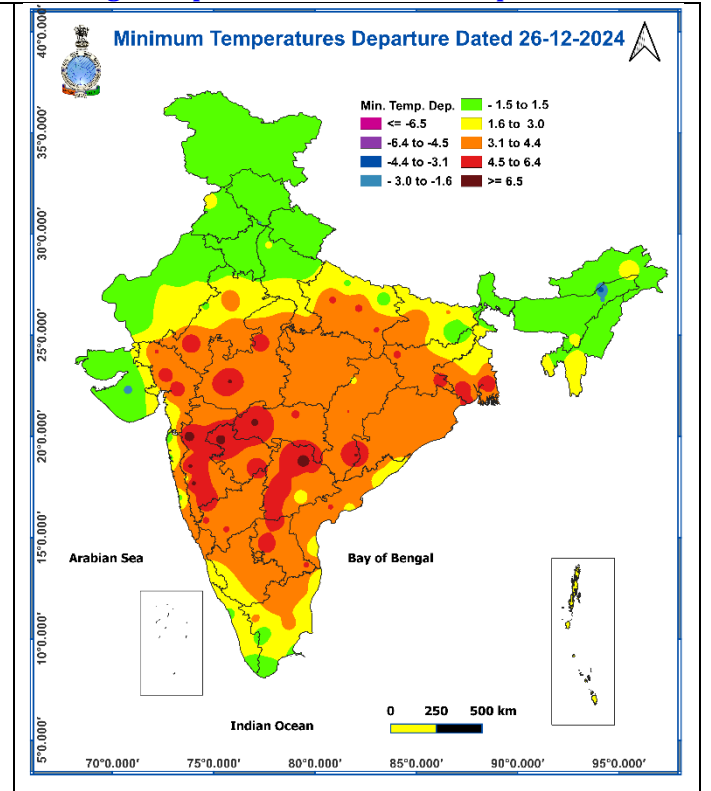 Minimum Temperatures Departure Dated 26-12-2024
Min. Temp. Dep.
<= -6.5
-6.4 to -4.5
-4.4 to -3.1
- 3.0 to -1.6
- 1.5 to 1.5
1.6 to 3.0
3.1 to 4.4
4.5 to 6.4
>= 6.5
40°0.000'
35°0.000'
30°0.000'
25°0.000'
20°0.000'
15°0.000'
10°0.000'
5°0.000'
Arabian Sea
Bay of Bengal
Indian Ocean
0 250 500 km
70°0.000' 75°0.000' 80°0.000' 85°0.000' 90°0.000' 95°0.000'